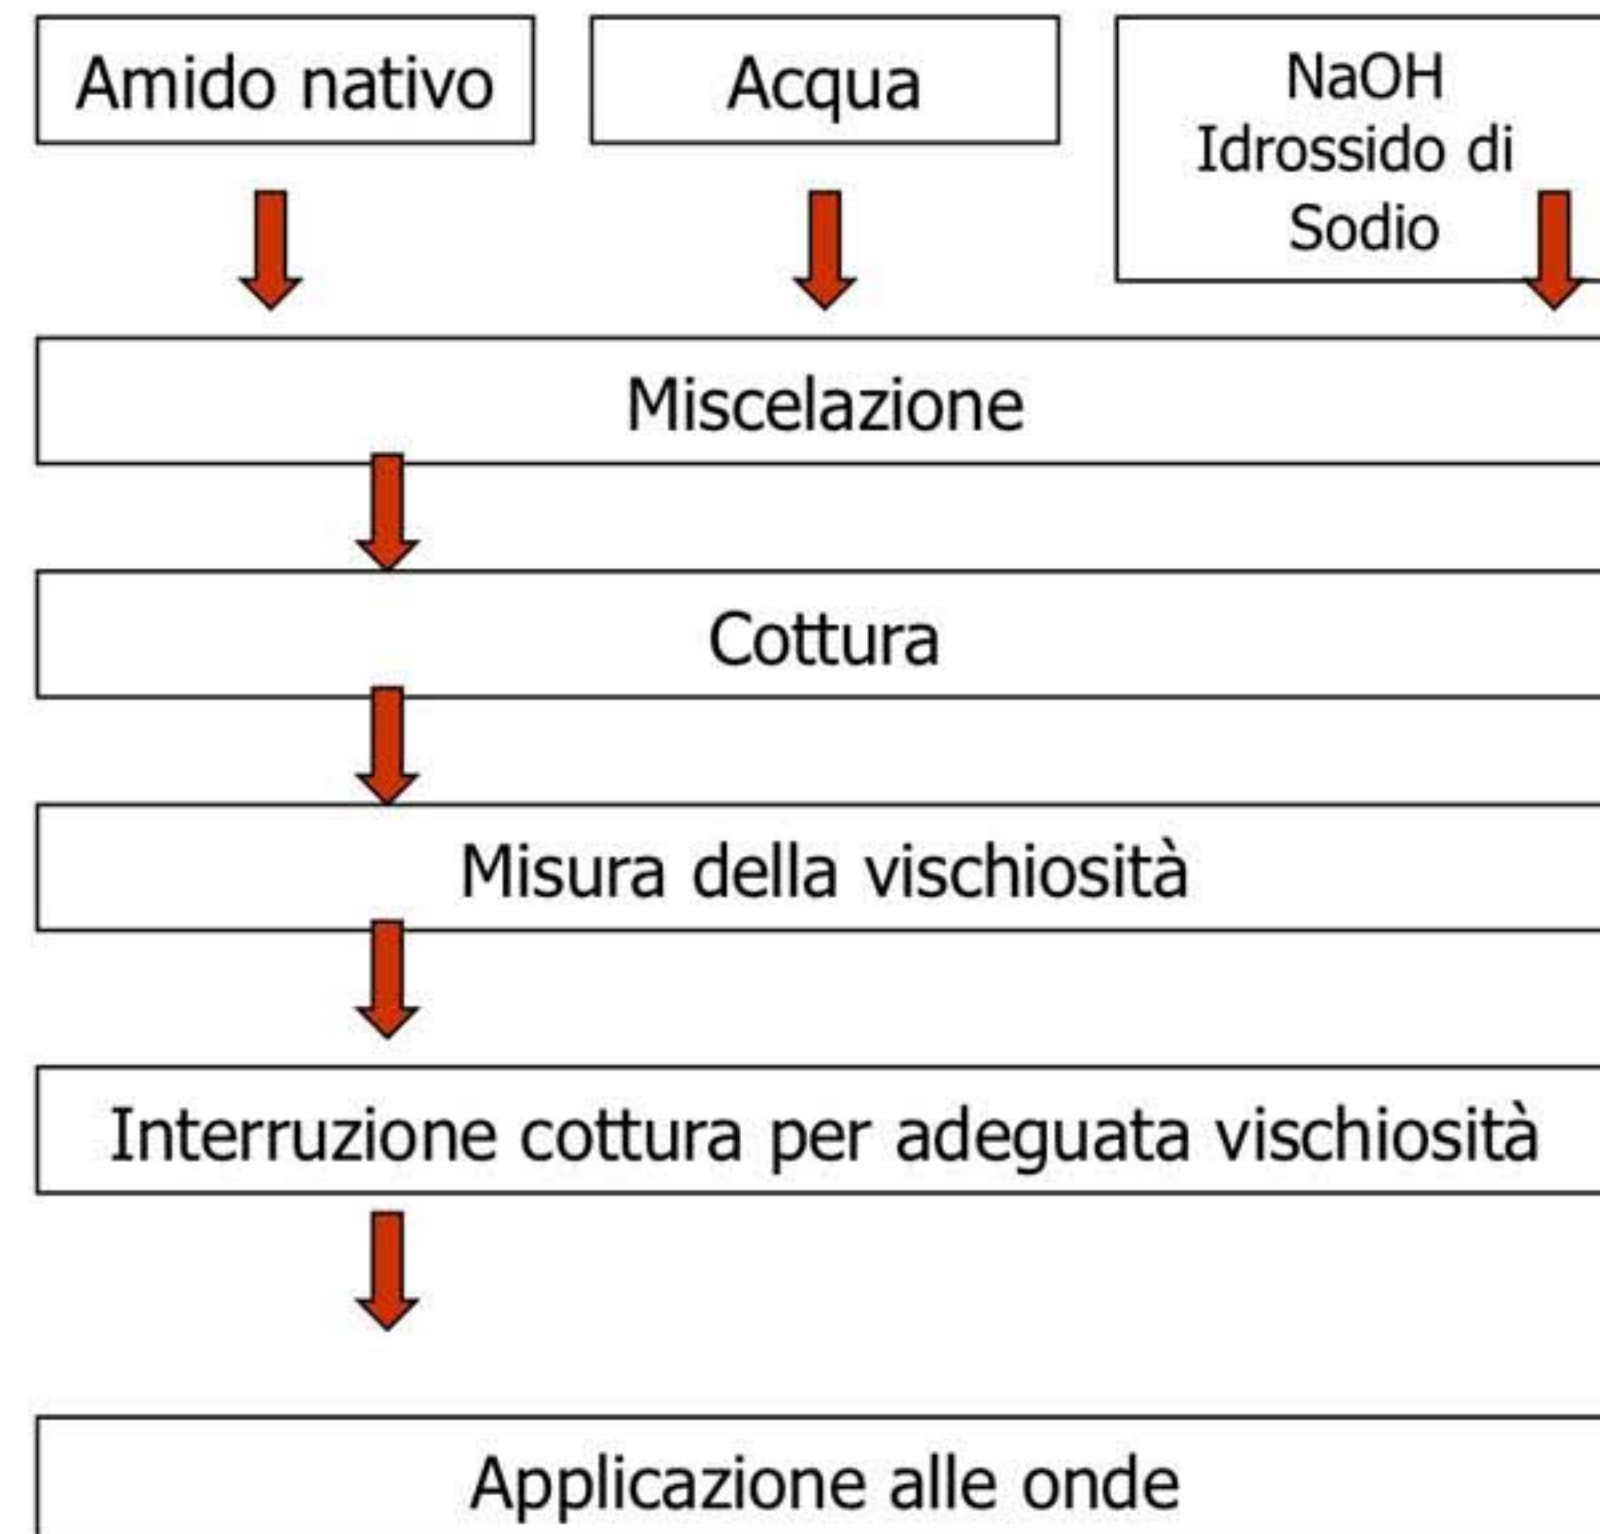 Amido nativo
Acqua
NaOH
Idrossido di
Sodio
Miscelazione
Cottura
Misura della vischiosità
Interruzione cottura per adeguata vischiosità
Applicazione alle onde